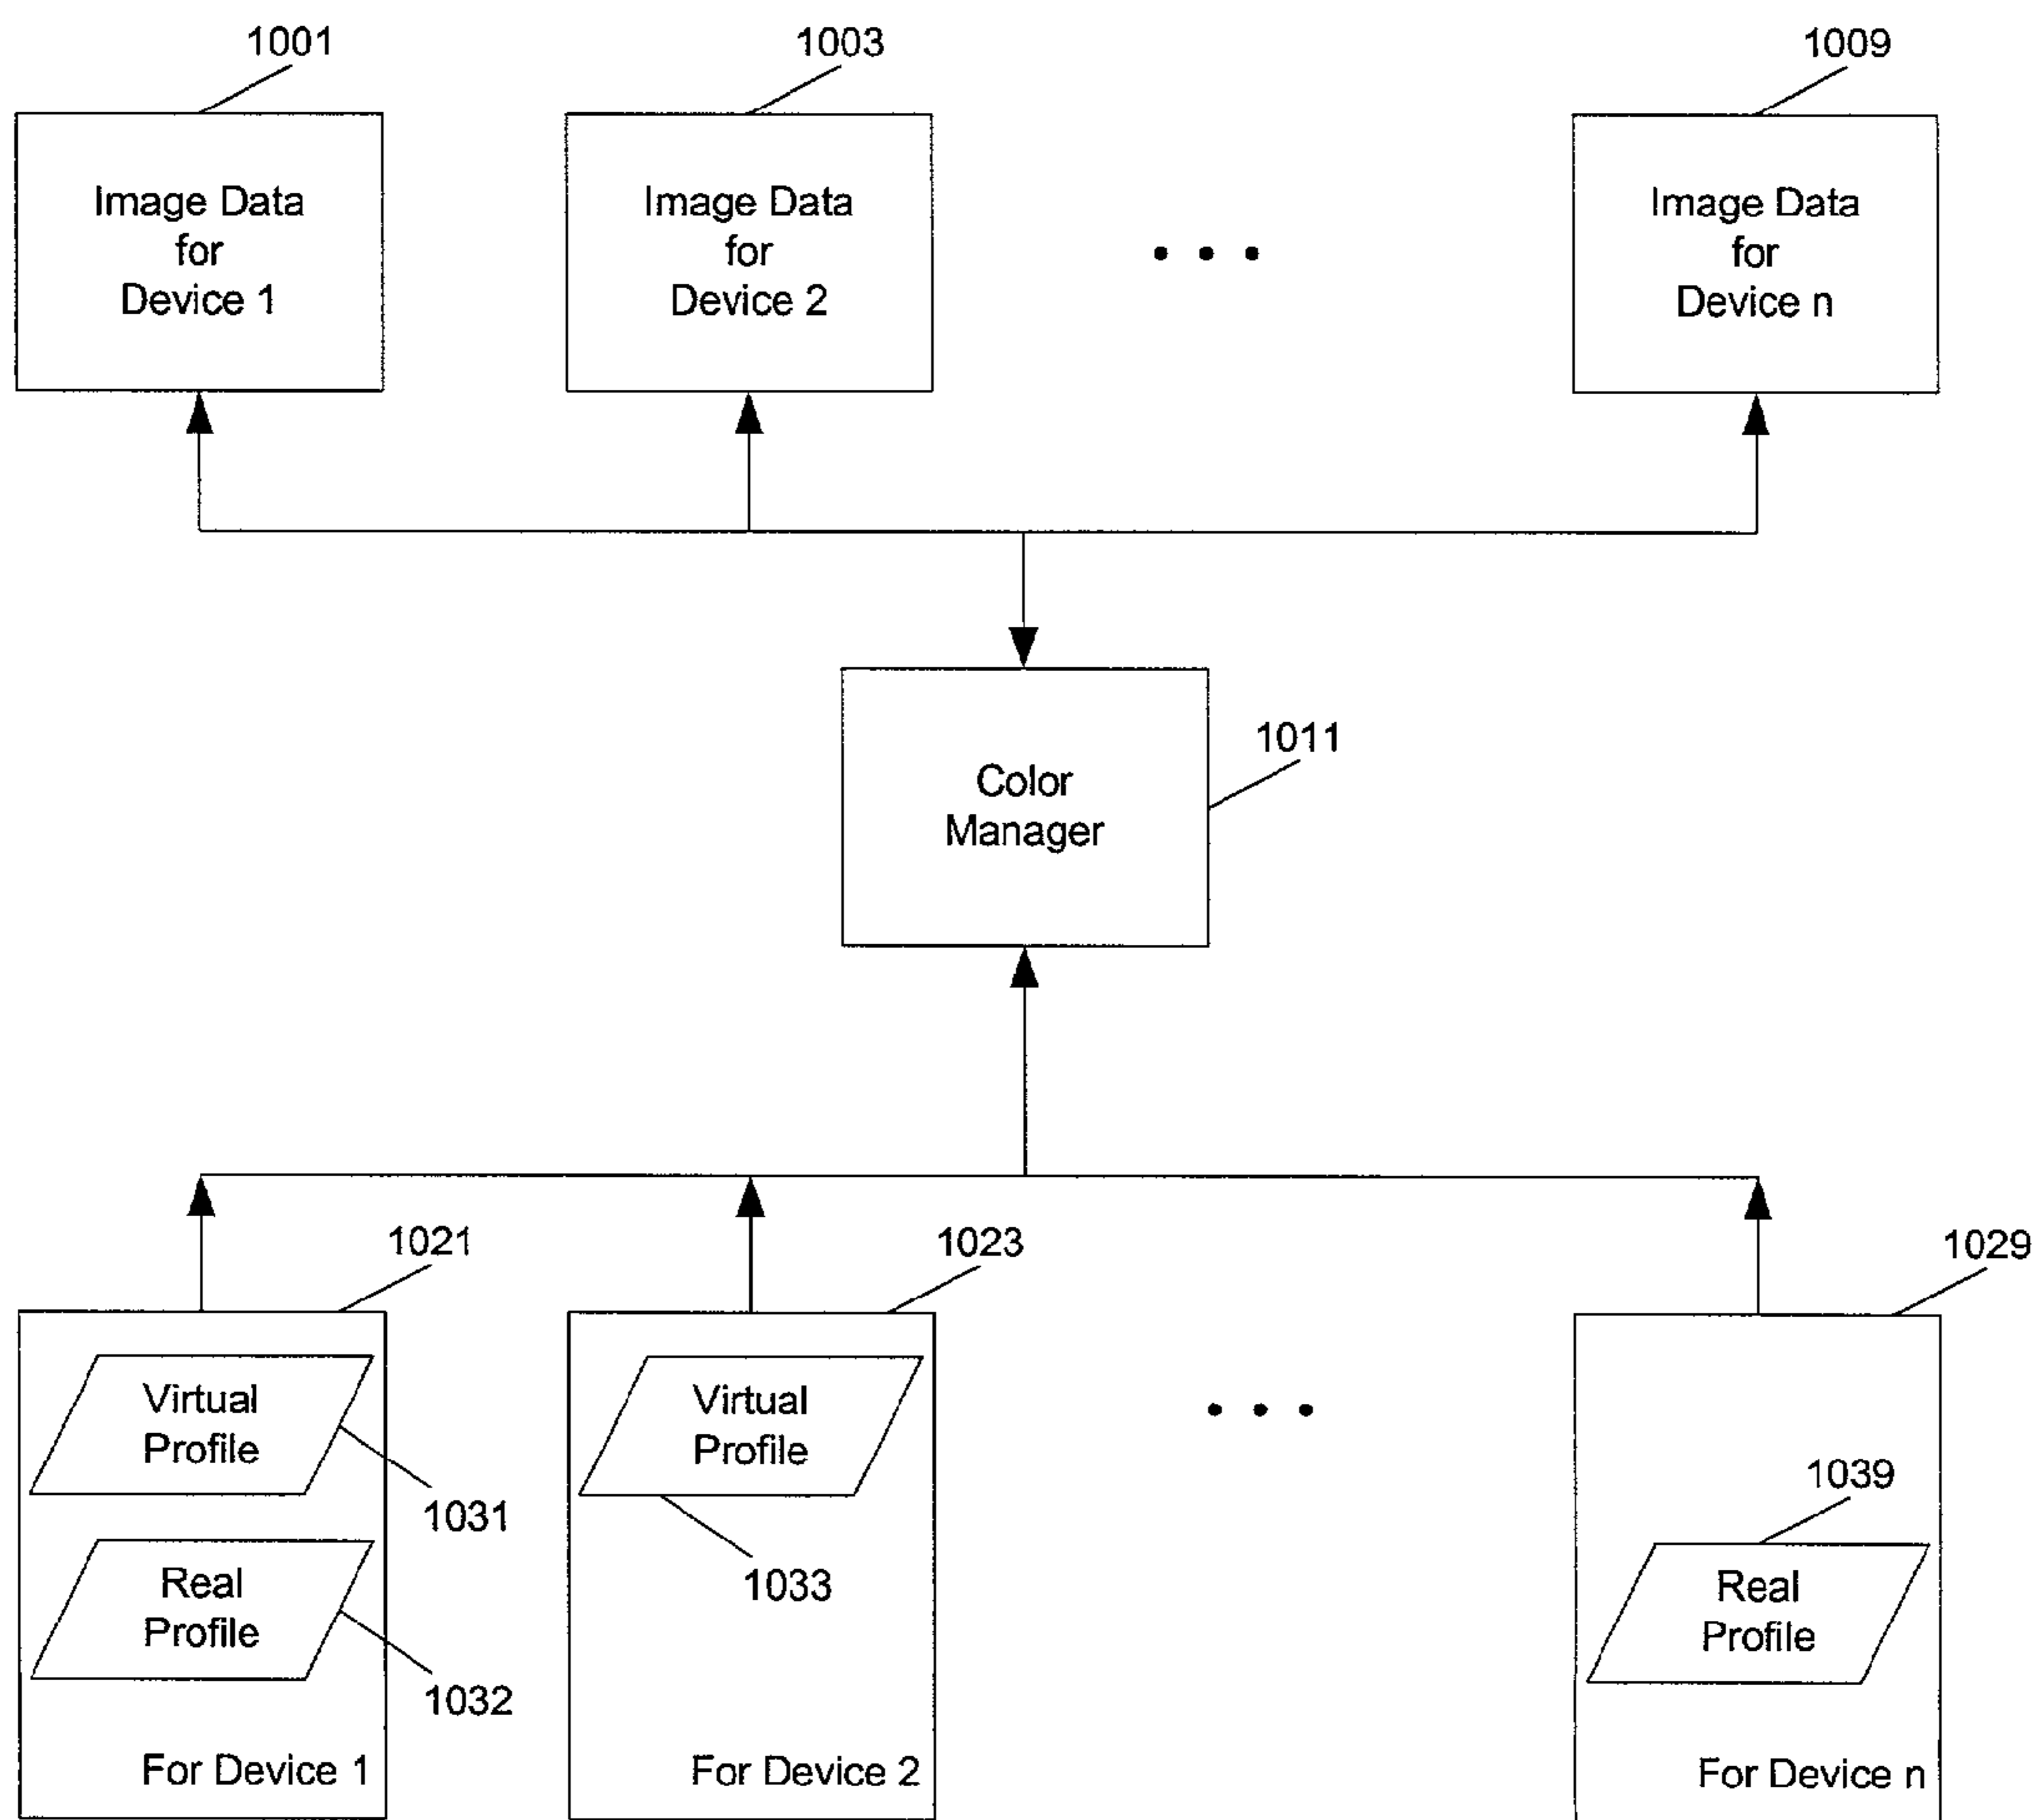 1001
1003
1009
Image Data
for
Device 1
Image Data
for
Device 2
Image Data
for
Device n
1011
Color
Manager
1021
1023
1029
Virtual
Profile
1031
Real
Profile
1032
For Device 1
Virtual
Profile
1033
For Device 2
1039
Real
Profile
For Device n